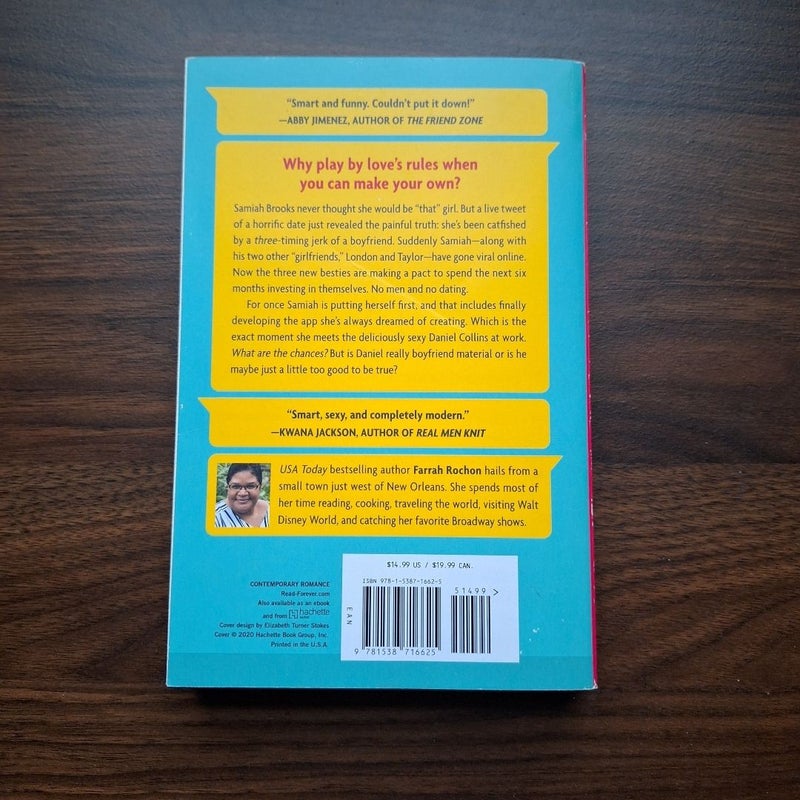 “Smart and funny. Couldn’t put it down!”
—ABBY JIMENEZ, AUTHOR OF THE FRIEND ZONE
Why play by love’s rules when
you can make your own?
Samiah Brooks never thought she would be “that” girl. But a live tweet
of a horrific date just revealed the painful truth: she’s been catfished
by a three-timing jerk of a boyfriend. Suddenly Samiah—along with
his two other “girlfriends,” London and Taylor—have gone viral online.
Now the three new besties are making a pact to spend the next six
months investing in themselves. No men and no dating.
For once Samiah is putting herself first, and that includes finally
developing the app she’s always dreamed of creating. Which is the
exact moment she meets the deliciously sexy Daniel Collins at work.
What are the chances? But is Daniel really boyfriend material or is he
maybe just a little too good to be true?
“Smart, sexy, and completely modern.”
—KWANA JACKSON, AUTHOR OF REAL MEN KNIT
USA Today bestselling author Farrah Rochon hails from a
small town just west of New Orleans. She spends most of
her time reading, cooking, traveling the world, visiting Walt
Disney World, and catching her favorite Broadway shows.
CONTEMPORARY ROMANCE
Read-Forever.com
Also available as an ebook
and from hachette
Cover design by Elizabeth Turner Stokes
Cover © 2020 Hachette Book Group, Inc.
Printed in the U.S.A.
$14.99 US / $19.99 CAN.
ISBN 978-1-5387-1662-5
51499 >
EAN
9 781538 716625